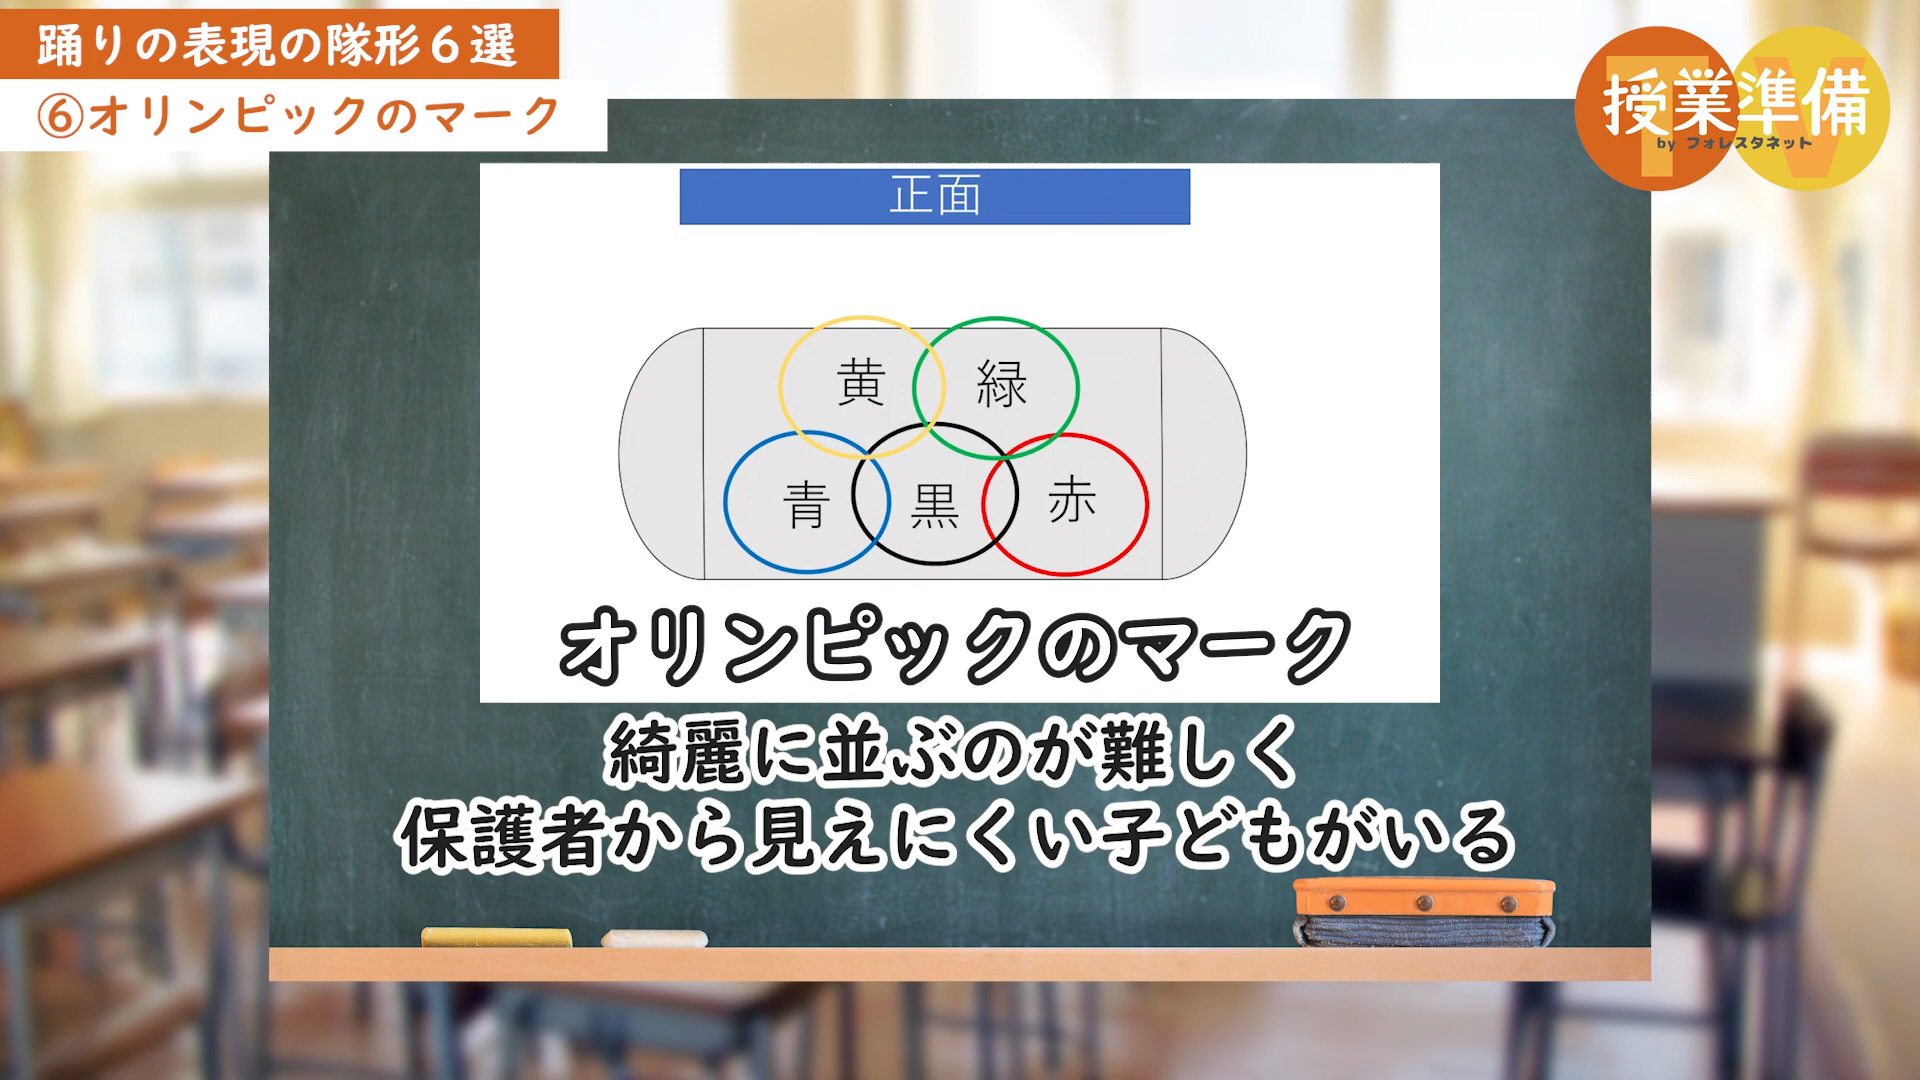 踊りの表現の隊形６選
⑥オリンピックのマーク
TV
授業準備
by フォレスタネット
正面
黄
緑
青
黒
赤
オリンピックのマーク
綺麗に並ぶのが難しく
保護者から見えにくい子どもがいる